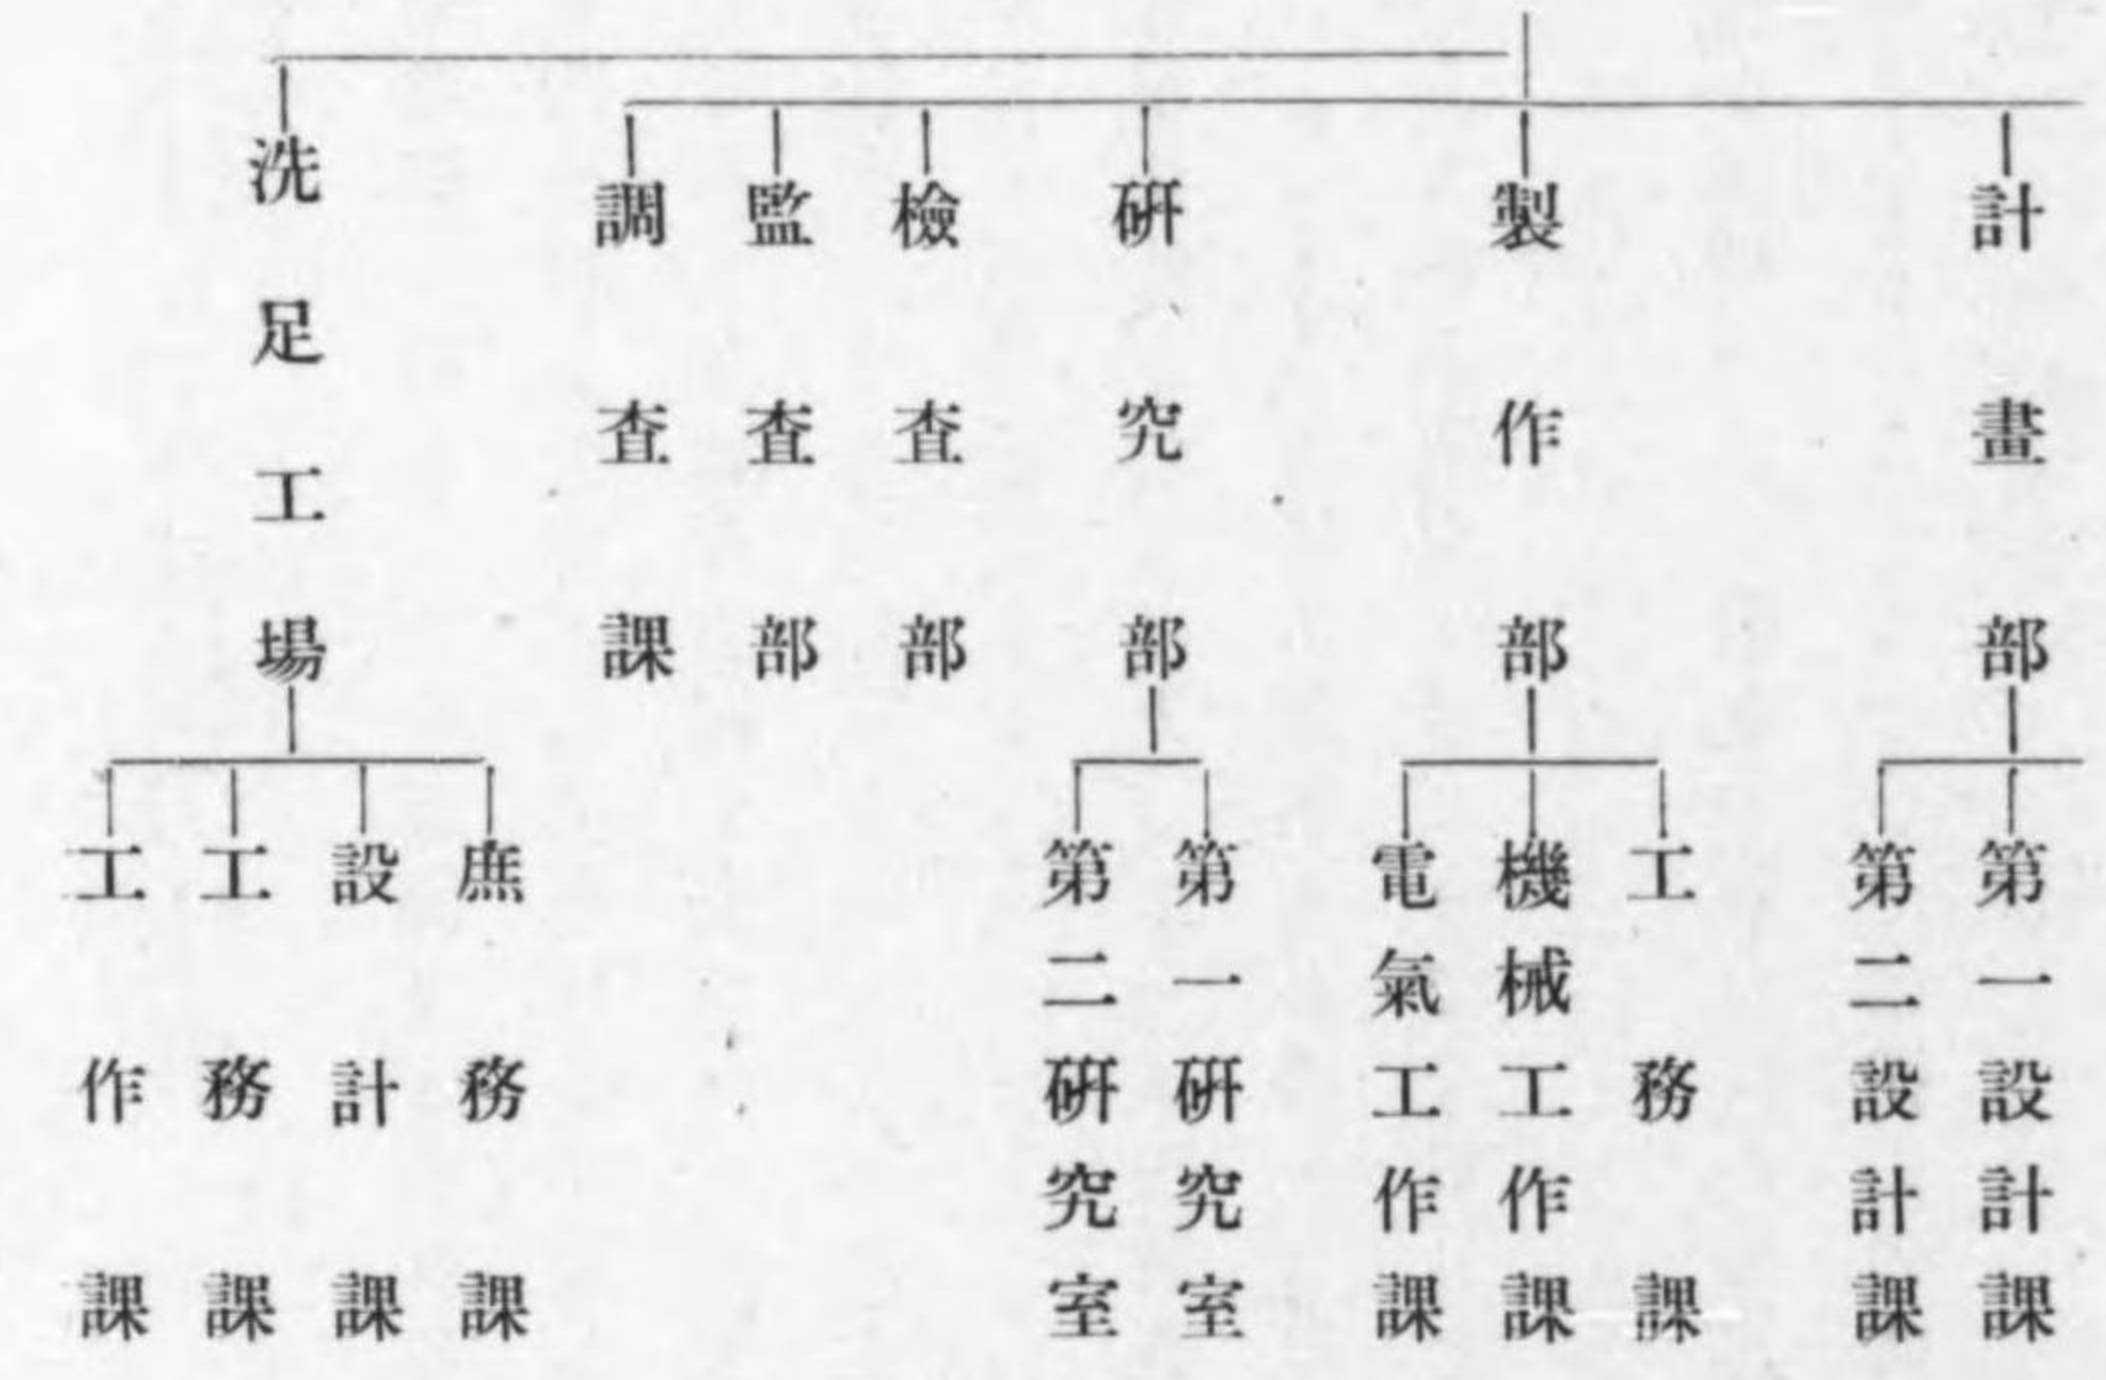 計畫部
第一設計課
第二設計課
製作部
工務課
機械工作課
電氣工作課
硏究部
第一硏究室
第二硏究室
檢査部
監査部
調査課
洗足工場
庶務課
設計課
工務課
工作課